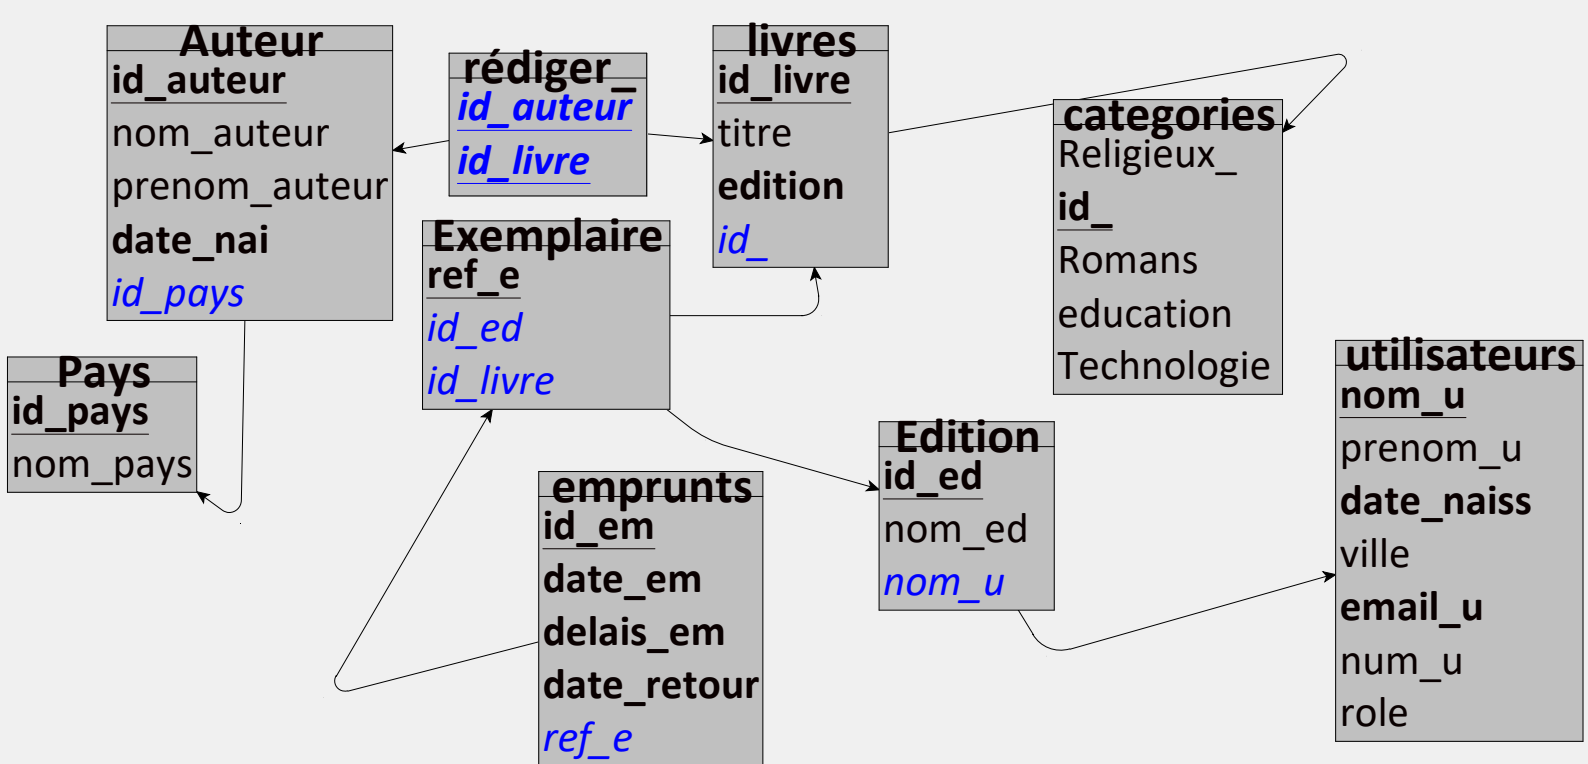 Auteur
id_auteur
nom_auteur
prenom_auteur
date_nai
id_pays
rédiger_
id_auteur
id_livre
livres
id_livre
titre
edition
id_
categories
Religieux_
id_
Romans
education
Technologie
Exemplaire
ref_e
id_ed
id_livre
Pays
id_pays
nom_pays
emprunts
id_em
date_em
delais_em
date_retour
ref_e
Edition
id_ed
nom_ed
nom_u
utilisateurs
nom_u
prenom_u
date_naiss
ville
email_u
num_u
role